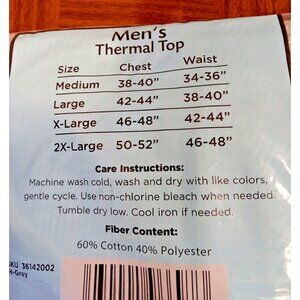 Men's
Thermal Top
Size Chest Waist
Medium 38-40" 34-36"
Large 42-44" 38-40"
X-Large 46-48" 42-44"
2X-Large 50-52" 46-48"
Care Instructions:
Machine wash cold, wash and dry with like colors,
gentle cycle. Use non-chlorine bleach when needed.
Tumble dry low. Cool iron if needed.
Fiber Content:
60% Cotton 40% Polyester
SKU 36142002